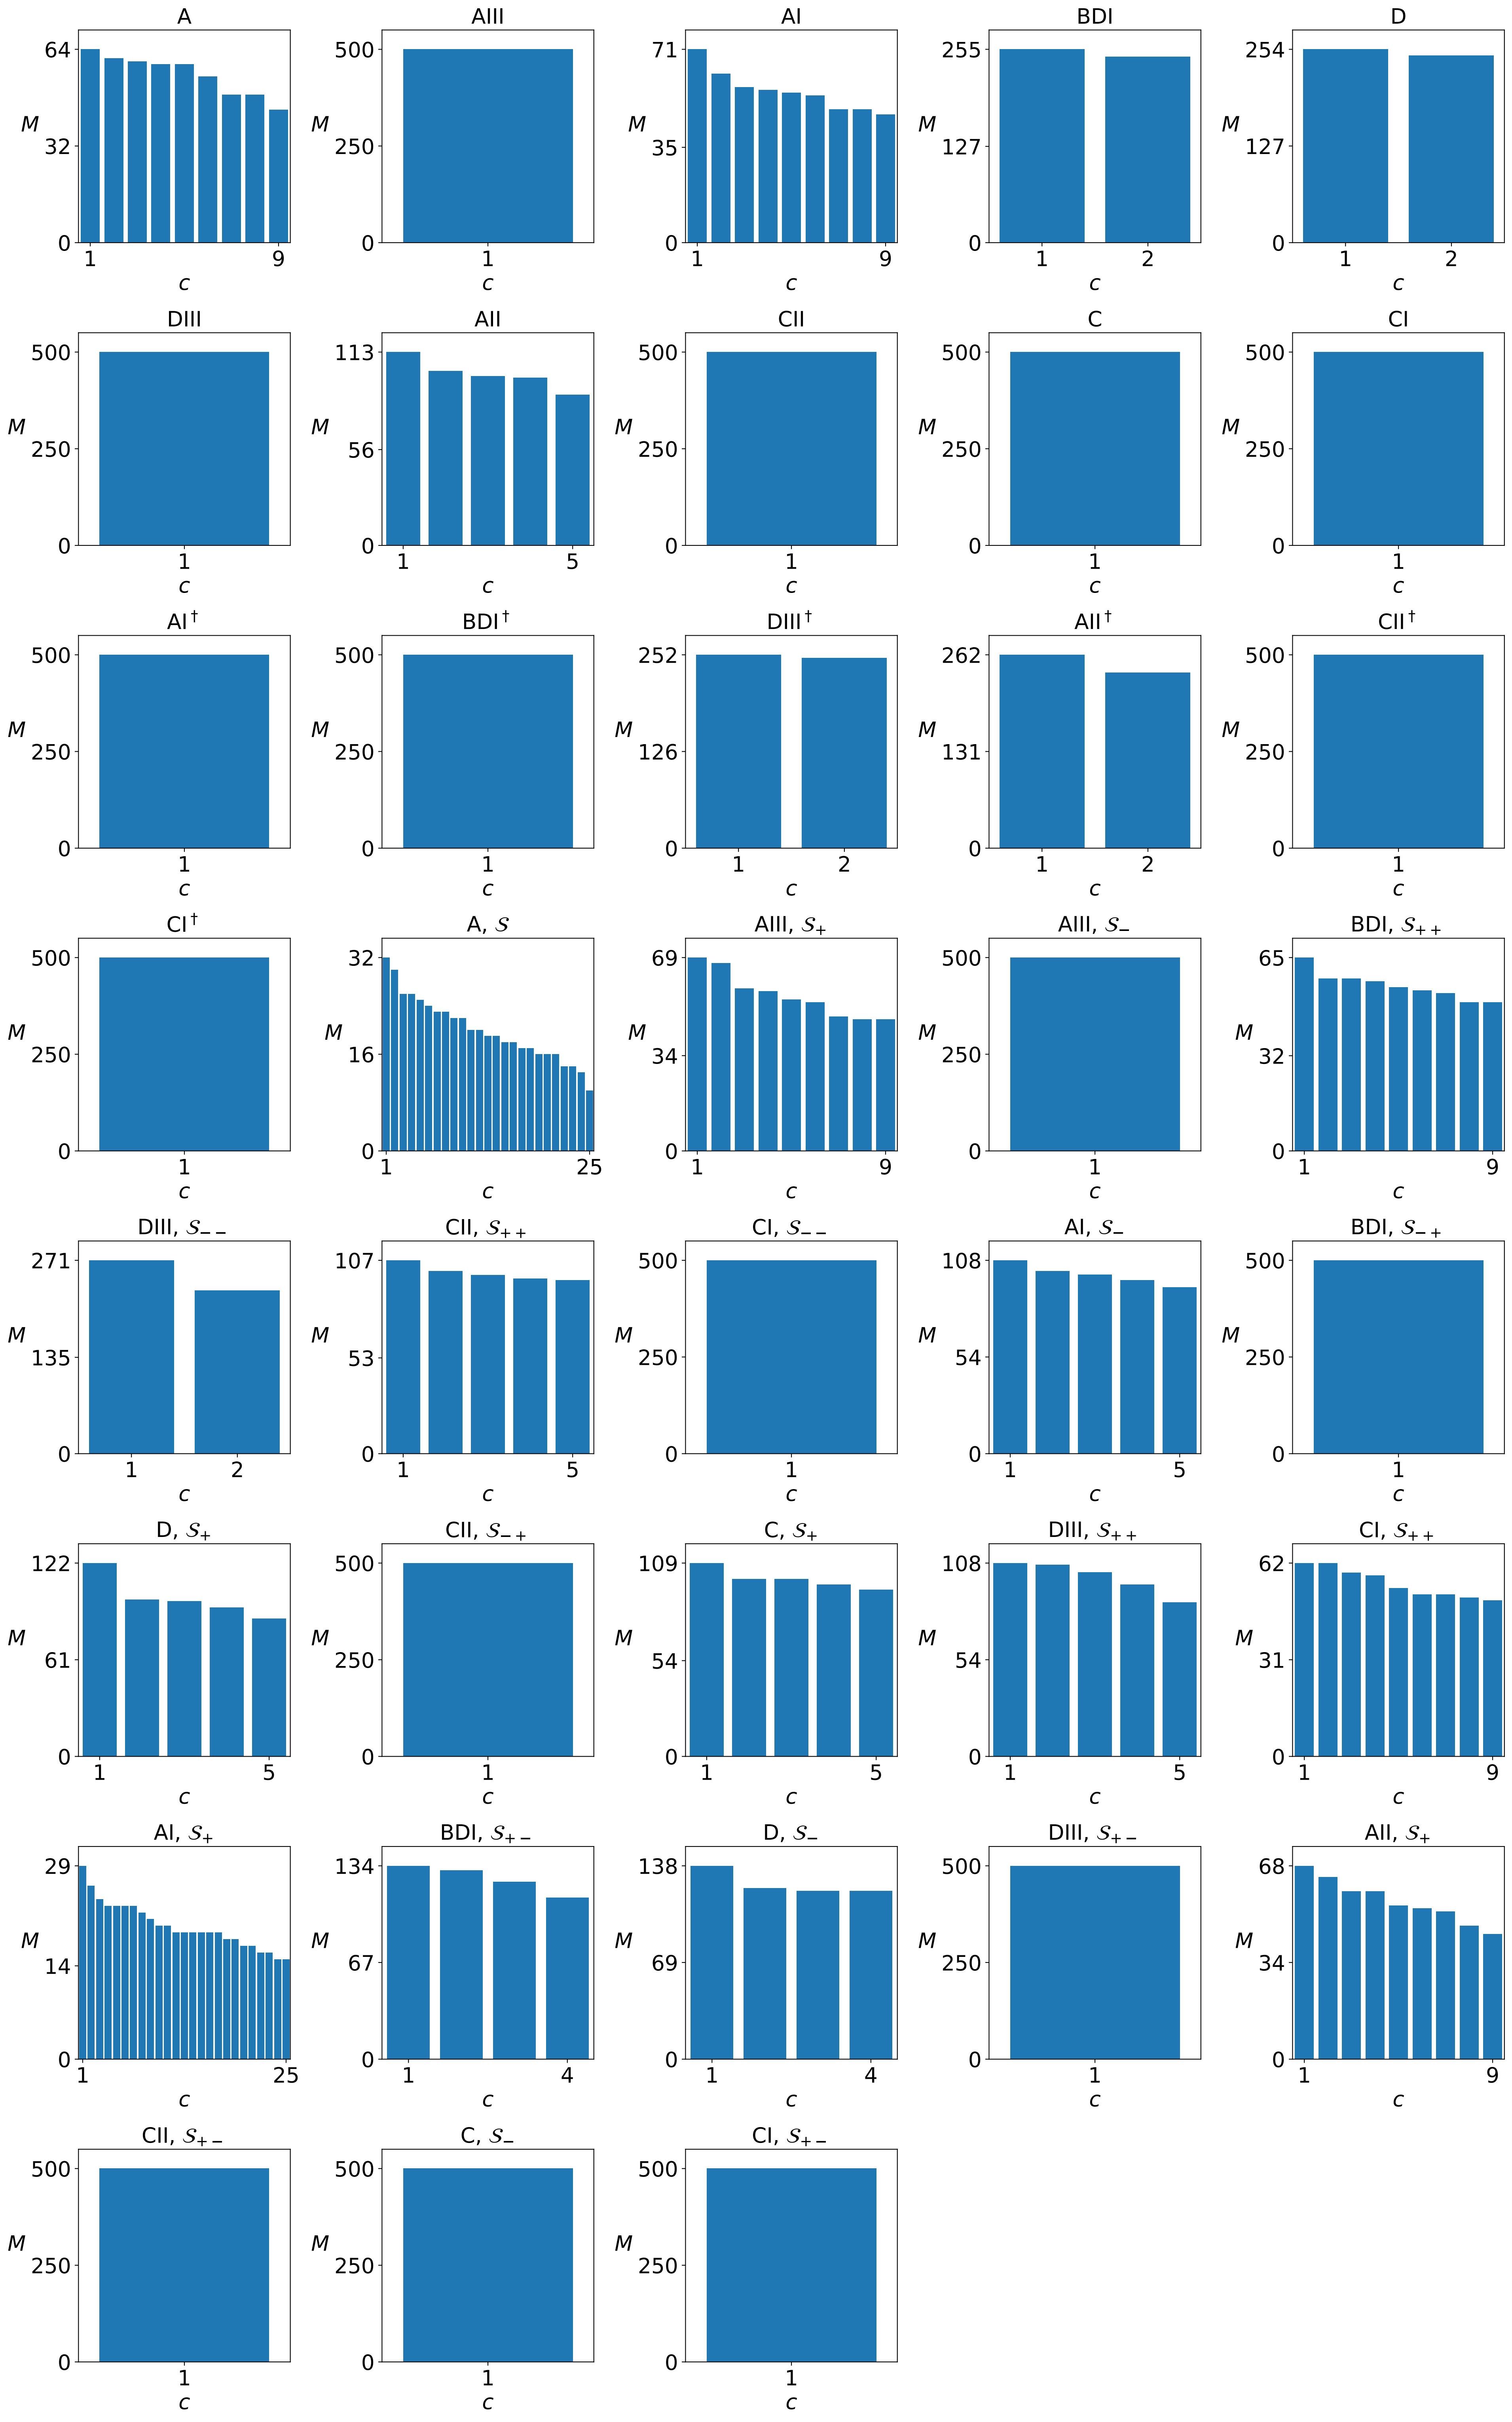 A AIII AI BDI D
64 500 71 255 254
M M M M M
32 250 35 127 127
0 0 0 0 0
1 9 1 1 9 1 2 1 2
c c c c c
DIII AII CII C CI
500 113 500 500 500
M M M M M
250 56 250 250 250
0 0 0 0 0
1 1 5 1 1 1
c c c c c
AI† BDI† DIII† AII† CII†
500 500 252 262 500
M M M M M
250 250 126 131 250
0 0 0 0 0
1 1 1 2 1 2 1
c c c c c
CI† A, 𝒮 AIII, 𝒮₊ AIII, 𝒮₋ BDI, 𝒮₊₊
500 32 69 500 65
M M M M M
250 16 34 250 32
0 0 0 0 0
1 1 25 1 9 1 1 9
c c c c c
DIII, 𝒮₋₋ CII, 𝒮₊₊ CI, 𝒮₋₋ AI, 𝒮₋ BDI, 𝒮₋₊
271 107 500 108 500
M M M M M
135 53 250 54 250
0 0 0 0 0
1 2 1 5 1 1 5 1
c c c c c
D, 𝒮₊ CII, 𝒮₋₊ C, 𝒮₊ DIII, 𝒮₊₊ CI, 𝒮₊₊
122 500 109 108 62
M M M M M
61 250 54 54 31
0 0 0 0 0
1 5 1 1 5 1 5 1 9
c c c c c
AI, 𝒮₊ BDI, 𝒮₊₋ D, 𝒮₋ DIII, 𝒮₊₋ AII, 𝒮₊
29 134 138 500 68
M M M M M
14 67 69 250 34
0 0 0 0 0
1 25 1 4 1 4 1 1 9
c c c c c
CII, 𝒮₊₋ C, 𝒮₋ CI, 𝒮₊₋
500 500 500
M M M
250 250 250
0 0 0
1 1 1
c c c